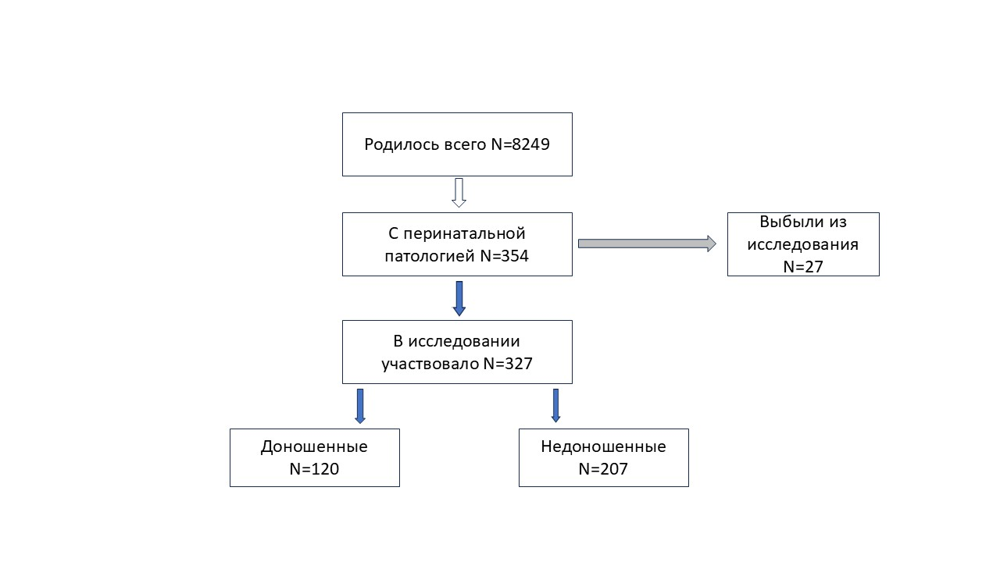 Родилось всего N=8249
С перинатальной
патологией N=354
Выбыли из
исследования
N=27
В исследовании
участвовало N=327
Доношенные
N=120
Недоношенные
N=207